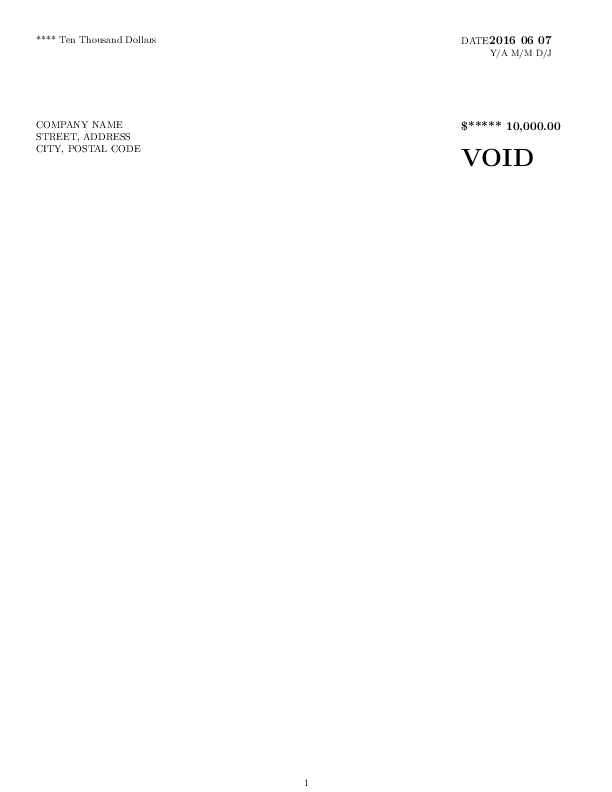 **** Ten Thousand Dollars
DATE2016 06 07
Y/A M/M D/J
COMPANY NAME
STREET, ADDRESS
CITY, POSTAL CODE
$***** 10,000.00
VOID
1